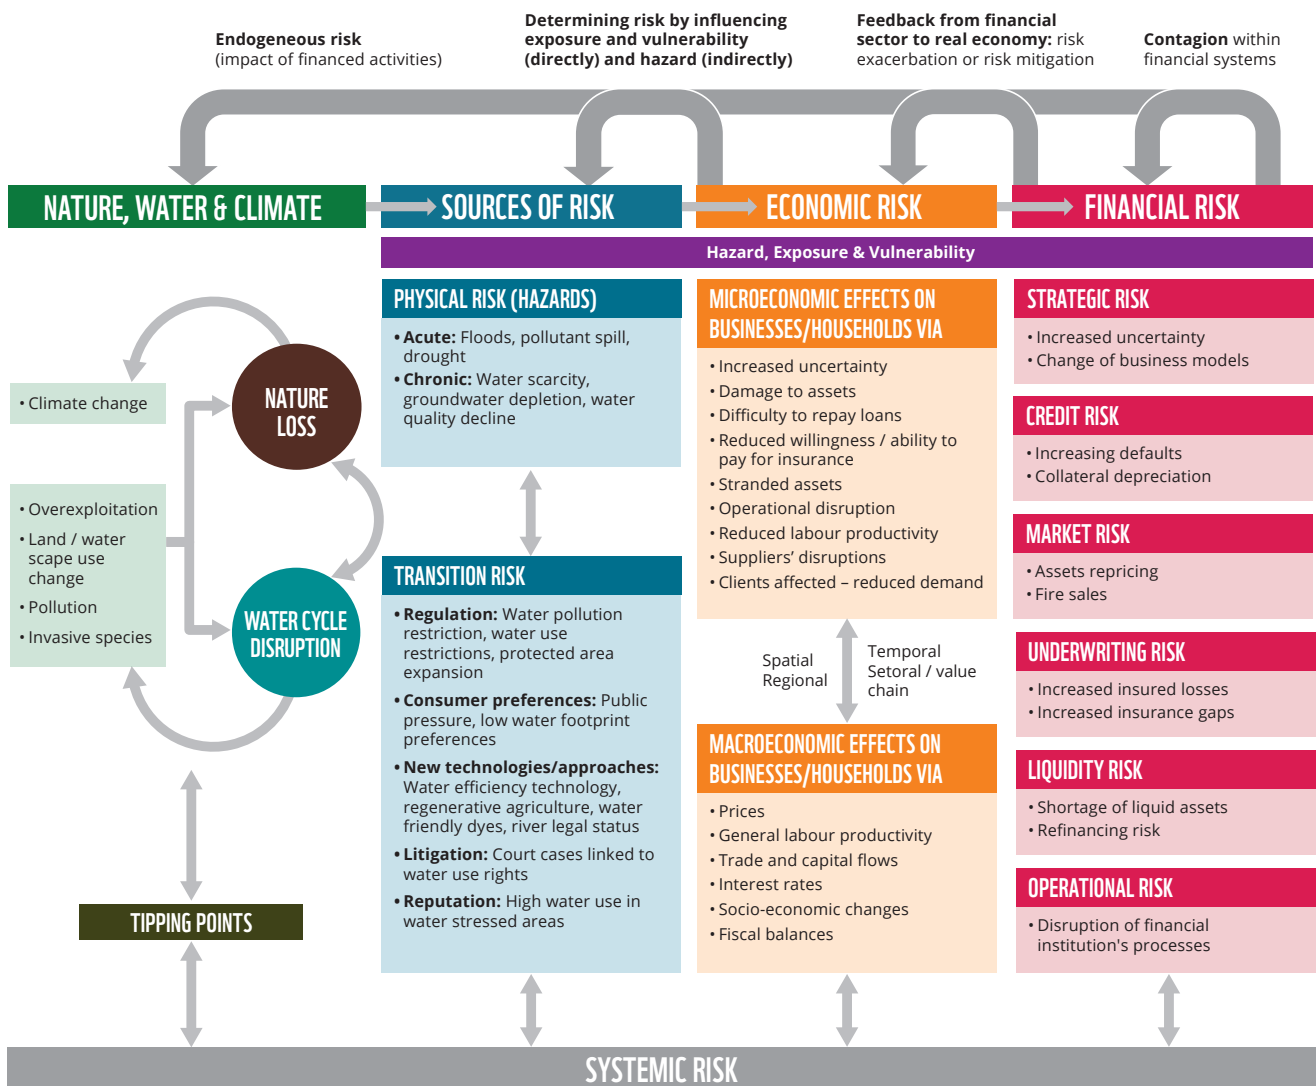 Endogeneous risk
(impact of financed activities)
Determining risk by influencing
exposure and vulnerability
(directly) and hazard (indirectly)
Feedback from financial
sector to real economy: risk
exacerbation or risk mitigation
Contagion within
financial systems
NATURE, WATER & CLIMATE
SOURCES OF RISK
ECONOMIC RISK
FINANCIAL RISK
Hazard, Exposure & Vulnerability
• Climate change
NATURE
LOSS
• Overexploitation
• Land / water
scape use
change
• Pollution
• Invasive species
WATER CYCLE
DISRUPTION
TIPPING POINTS
PHYSICAL RISK (HAZARDS)
• Acute: Floods, pollutant spill,
drought
• Chronic: Water scarcity,
groundwater depletion, water
quality decline
TRANSITION RISK
• Regulation: Water pollution
restriction, water use
restrictions, protected area
expansion
• Consumer preferences: Public
pressure, low water footprint
preferences
• New technologies/approaches:
Water efficiency technology,
regenerative agriculture, water
friendly dyes, river legal status
• Litigation: Court cases linked to
water use rights
• Reputation: High water use in
water stressed areas
MICROECONOMIC EFFECTS ON
BUSINESSES/HOUSEHOLDS VIA
• Increased uncertainty
• Damage to assets
• Difficulty to repay loans
• Reduced willingness / ability to
pay for insurance
• Stranded assets
• Operational disruption
• Reduced labour productivity
• Suppliers’ disruptions
• Clients affected – reduced demand
Spatial
Regional
Temporal
Setoral / value
chain
MACROECONOMIC EFFECTS ON
BUSINESSES/HOUSEHOLDS VIA
• Prices
• General labour productivity
• Trade and capital flows
• Interest rates
• Socio-economic changes
• Fiscal balances
STRATEGIC RISK
• Increased uncertainty
• Change of business models
CREDIT RISK
• Increasing defaults
• Collateral depreciation
MARKET RISK
• Assets repricing
• Fire sales
UNDERWRITING RISK
• Increased insured losses
• Increased insurance gaps
LIQUIDITY RISK
• Shortage of liquid assets
• Refinancing risk
OPERATIONAL RISK
• Disruption of financial
institution's processes
SYSTEMIC RISK